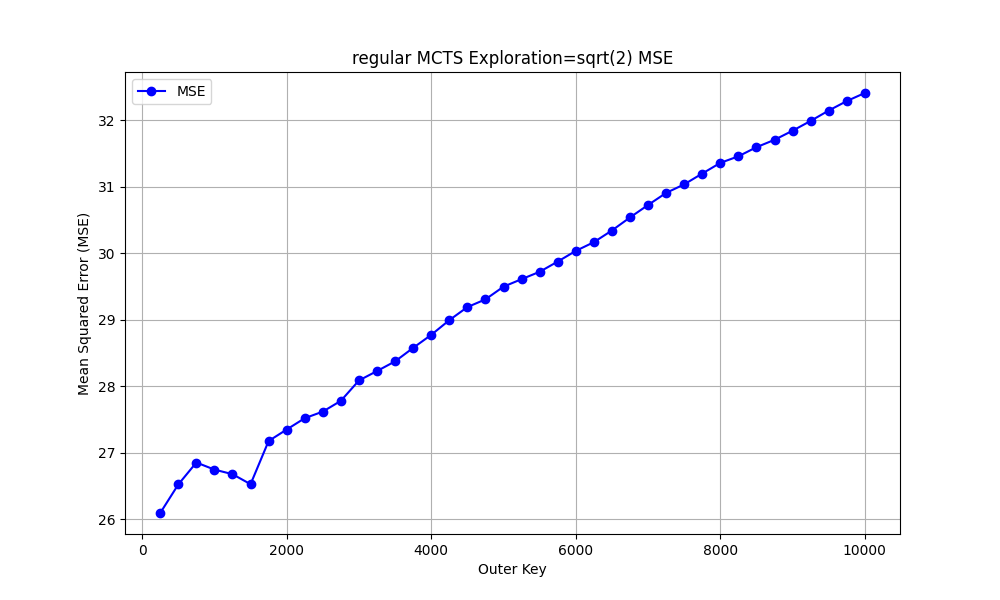 regular MCTS Exploration=sqrt(2) MSE
MSE
Mean Squared Error (MSE)
32
31
30
29
28
27
26
0 2000 4000 6000 8000 10000
Outer Key